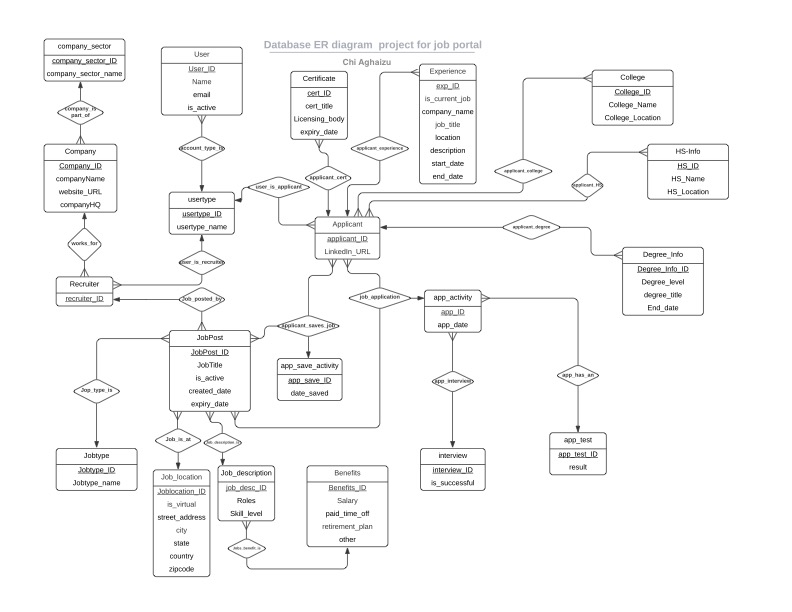 Database ER diagram project for job portal
Chi Aghaizu
company_sector
company_sector_ID
company_sector_name
company_is
part_of
Company
Company_ID
companyName
website_URL
companyHQ
works_for
Recruiter
recruiter_ID
User
User_ID
Name
email
is_active
account_type_is
usertype
usertype_ID
usertype_name
user_is_applicant
user_is_recruiter
Job_posted_by
Certificate
cert_ID
cert_title
Licensing_body
expiry_date
applicant_cert
applicant_experience
Experience
exp_ID
is_current_job
company_name
job_title
location
description
start_date
end_date
College
College_ID
College_Name
College_Location
applicant_college
HS-Info
HS_ID
HS_Name
HS_Location
applicant_HS
Applicant
applicant_ID
LinkedIn_URL
applicant_degree
Degree_Info
Degree_Info_ID
Degree_level
degree_title
End_date
job_application
app_activity
app_ID
app_date
applicant_saves_job
app_save_activity
app_save_ID
date_saved
JobPost
JobPost_ID
JobTitle
is_active
created_date
expiry_date
Jop_type_is
Jobtype
Jobtype_ID
Jobtype_name
Job_is_at
Job_description_is
Job_location
Joblocation_ID
is_virtual
street_address
city
state
country
zipcode
Job_description
job_desc_ID
Roles
Skill_level
Jobs_benefit_is
Benefits
Benefits_ID
Salary
paid_time_off
retirement_plan
other
app_interview
interview
interview_ID
is_successful
app_has_an
app_test
app_test_ID
result